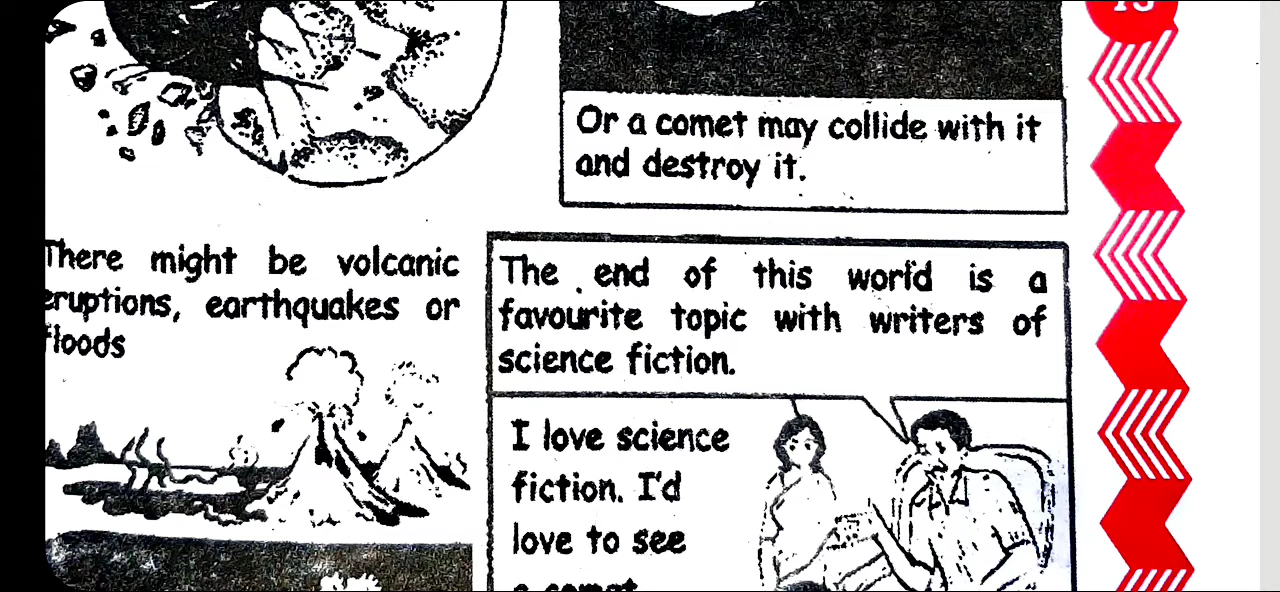 Or a comet may collide with it
and destroy it.
There might be volcanic
eruptions, earthquakes or
floods
The end of this world is a
favourite topic with writers of
science fiction.
I love science
fiction. I'd
love to see
a comet